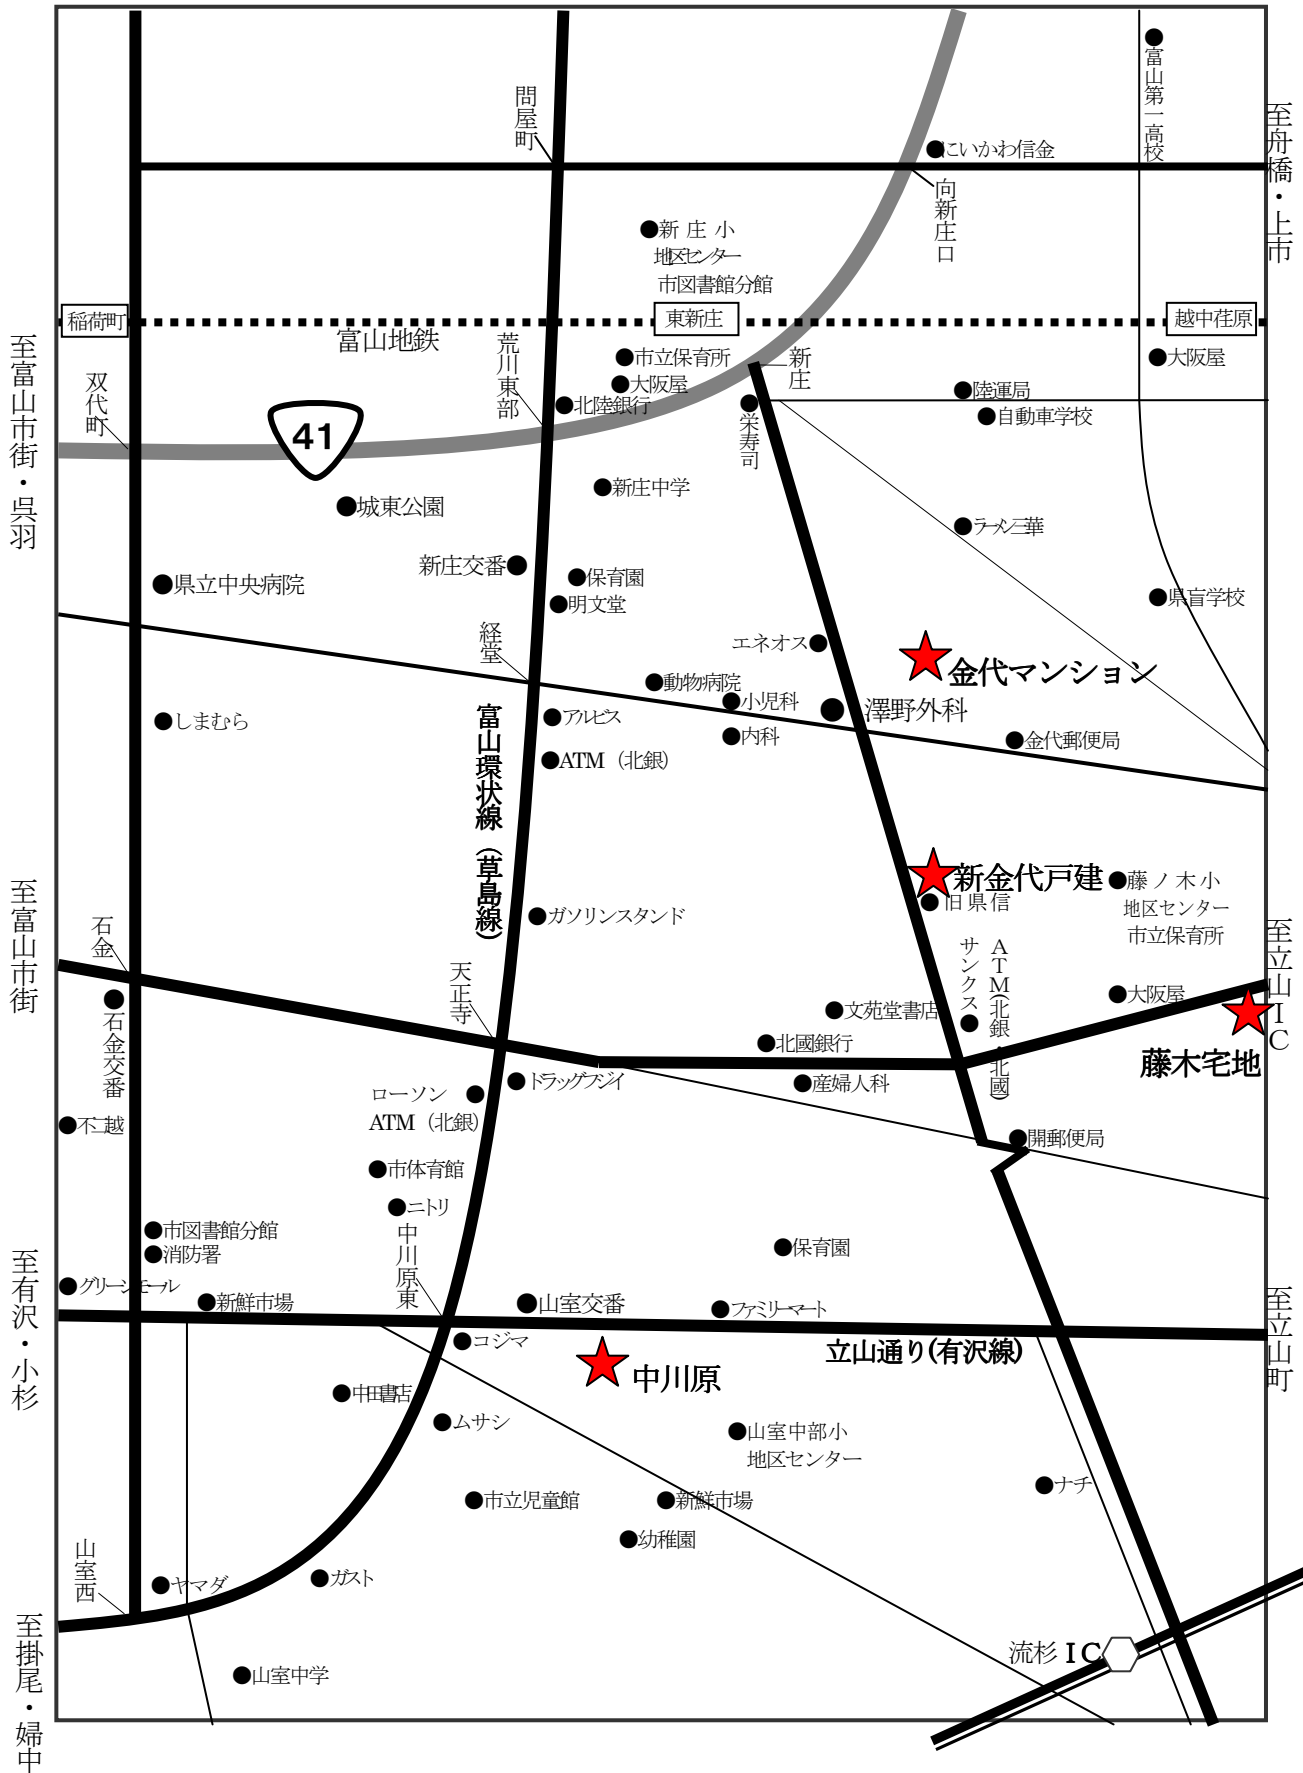 富山第一高校
至舟橋・上市
問屋町
にいかわ信金
向新庄口
新庄小
地区センター
市図書館分館
稲荷町
東新庄
越中荏原
富山地鉄
至富山市街・呉羽
双代町
荒川東部
市立保育所
大阪屋
北陸銀行
新庄
大阪屋
陸運局
自動車学校
栄寿司
41
城東公園
新庄中学
ラーメン三華
新庄交番
保育園
明文堂
県立中央病院
県盲学校
経堂
エネオス
金代マンション
動物病院
小児科
澤野外科
しまむら
アルビス
内科
金代郵便局
ATM（北銀）
富山環状線（草島線）
至富山市街
新金代戸建
旧県信
藤ノ木小
地区センター
市立保育所
石金
ガソリンスタンド
サンクス
ATM(北銀・北國)
至立山IC
天正寺
大阪屋
石金交番
文苑堂書店
北國銀行
藤木宅地
ドラッグフジイ
産婦人科
ローソン
ATM（北銀）
不二越
開郵便局
市体育館
ニトリ
中川原東
市図書館分館
消防署
保育園
至有沢・小杉
グリーンモール
新鮮市場
山室交番
ファミリーマート
至立山町
コジマ
立山通り(有沢線)
中川原
中田書店
ムサシ
山室中部小
地区センター
市立児童館
新鮮市場
ナチ
幼稚園
山室西
ヤマダ
ガスト
至掛尾・婦中
流杉IC
山室中学